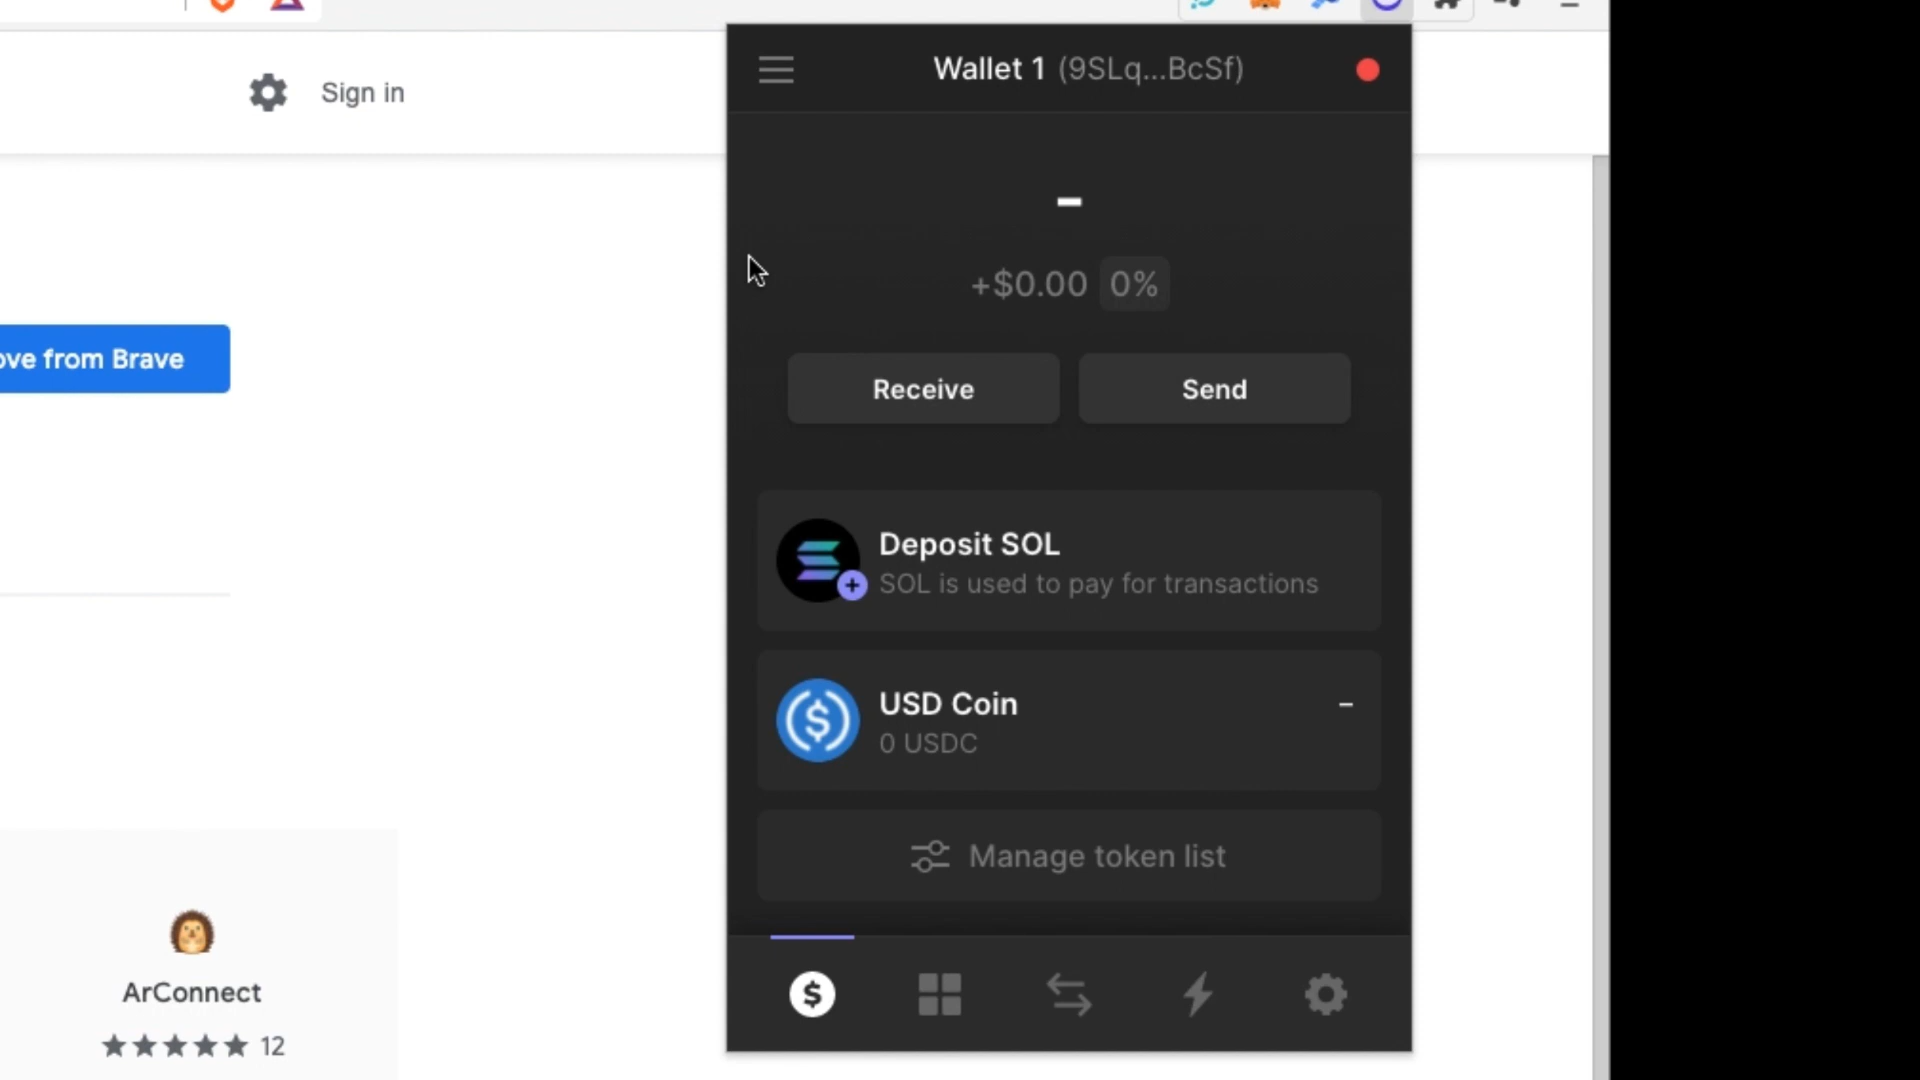 Sign in
ove from Brave
ArConnect
12
Wallet 1 (9SLq...BcSf)
-
+$0.00 0%
Receive
Send
Deposit SOL
SOL is used to pay for transactions
USD Coin
–
0 USDC
Manage token list